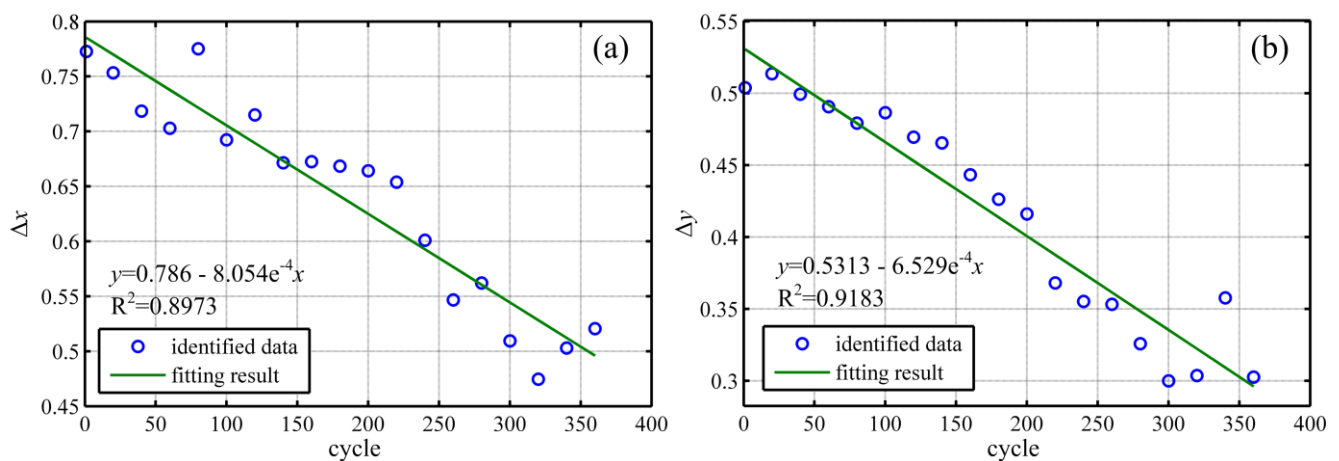 (a)
0.8
0.75
0.7
0.65
0.6
0.55
0.5
0.45
Δx
y=0.786 - 8.054e⁻⁴x
R²=0.8973
identified data
fitting result
0 50 100 150 200 250 300 350 400
cycle
(b)
0.55
0.5
0.45
0.4
0.35
0.3
Δy
y=0.5313 - 6.529e⁻⁴x
R²=0.9183
identified data
fitting result
0 50 100 150 200 250 300 350 400
cycle